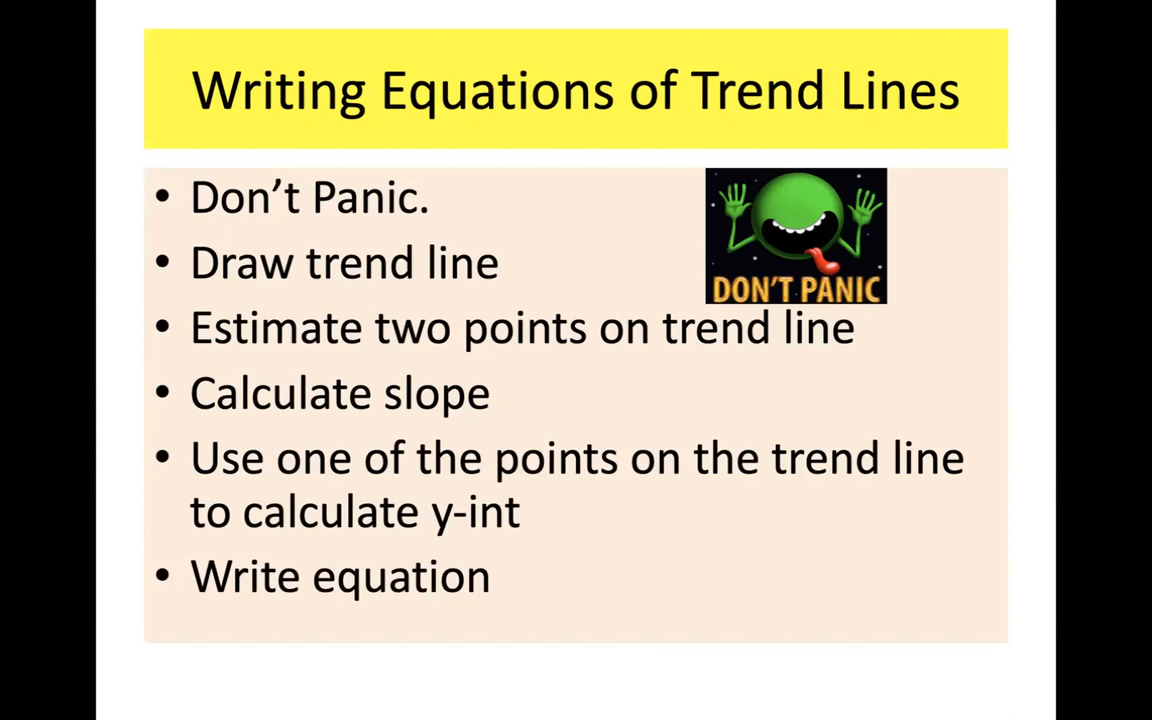 Writing Equations of Trend Lines
• Don’t Panic.
DON'T PANIC
• Draw trend line
• Estimate two points on trend line
• Calculate slope
• Use one of the points on the trend line
to calculate y-int
• Write equation